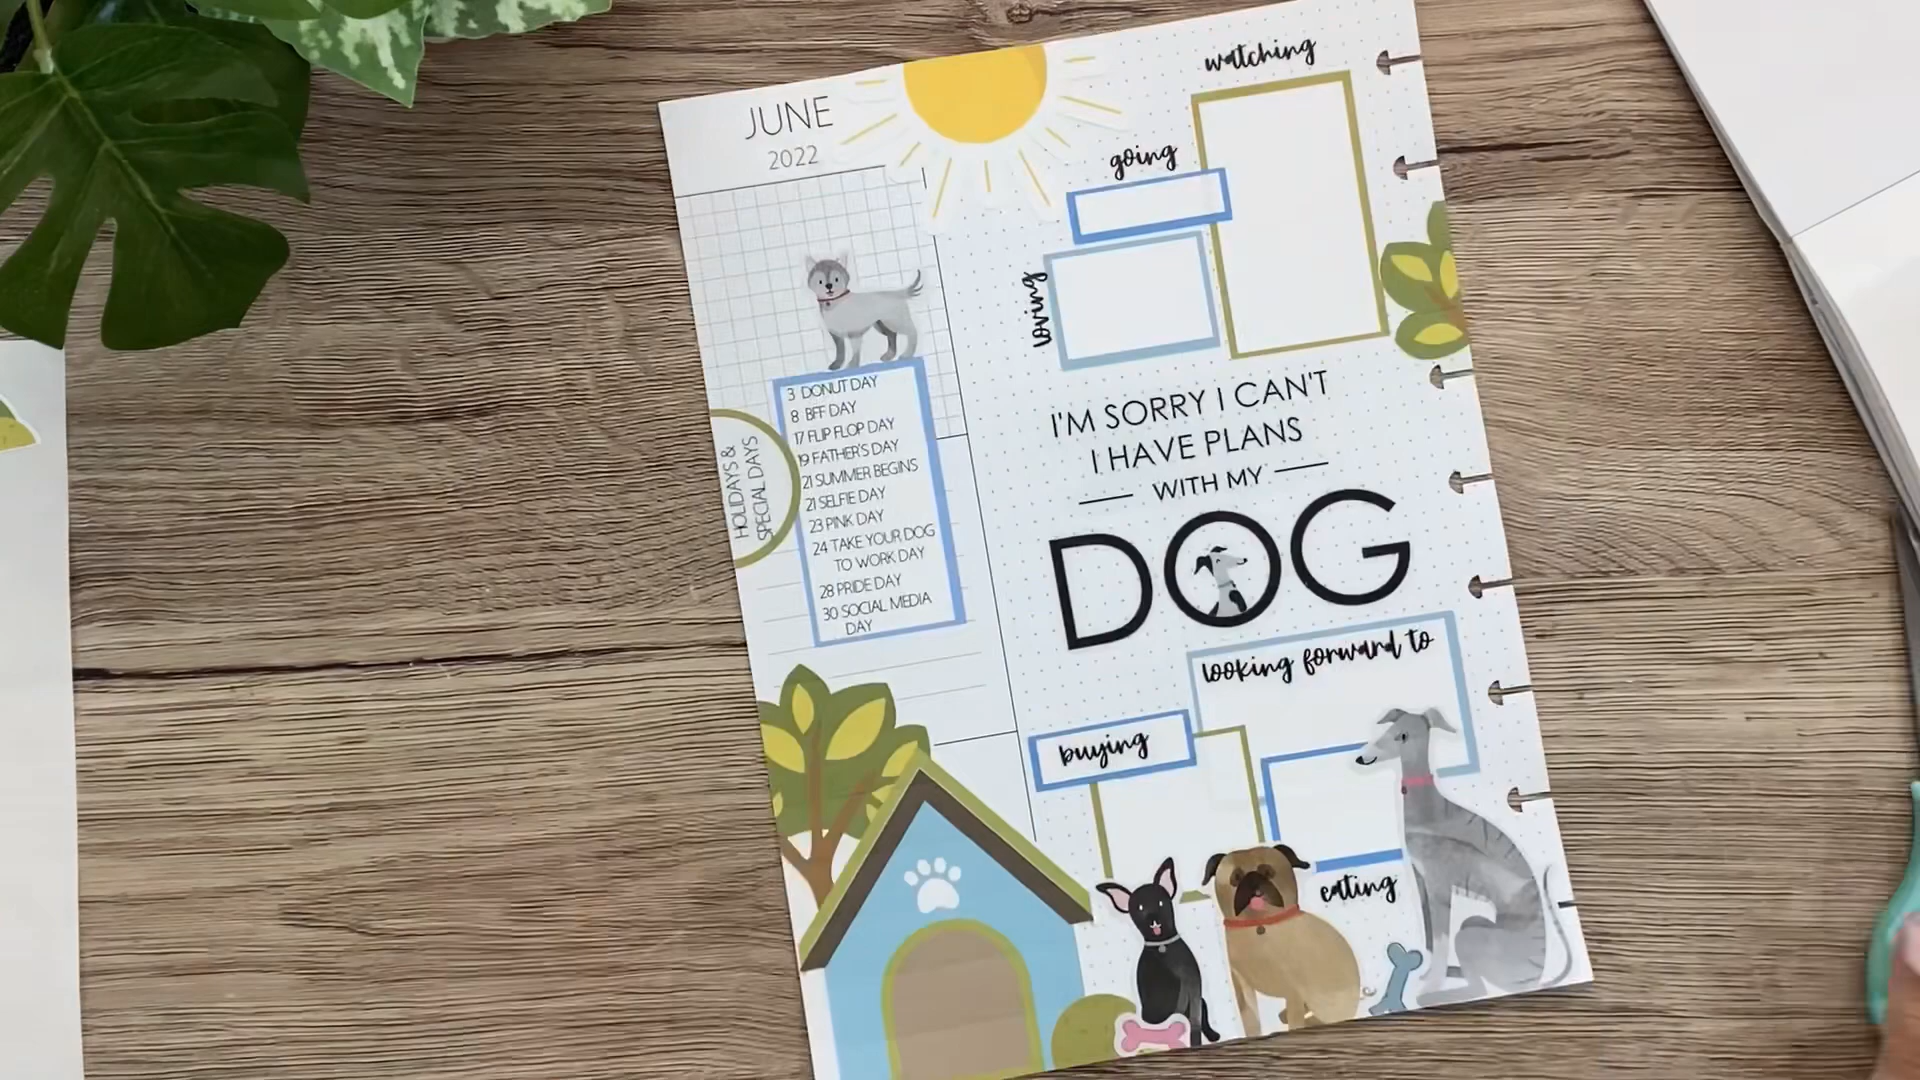 JUNE
2022
3 DONUT DAY
8 BFF DAY
17 FLIP FLOP DAY
19 FATHER'S DAY
21 SUMMER BEGINS
21 SELFIE DAY
23 PINK DAY
24 TAKE YOUR DOG
TO WORK DAY
28 PRIDE DAY
30 SOCIAL MEDIA
DAY
HOLIDAYS &
SPECIAL DAYS
watching
going
loving
I'M SORRY I CAN'T
I HAVE PLANS
WITH MY
DOG
looking forward to
buying
eating